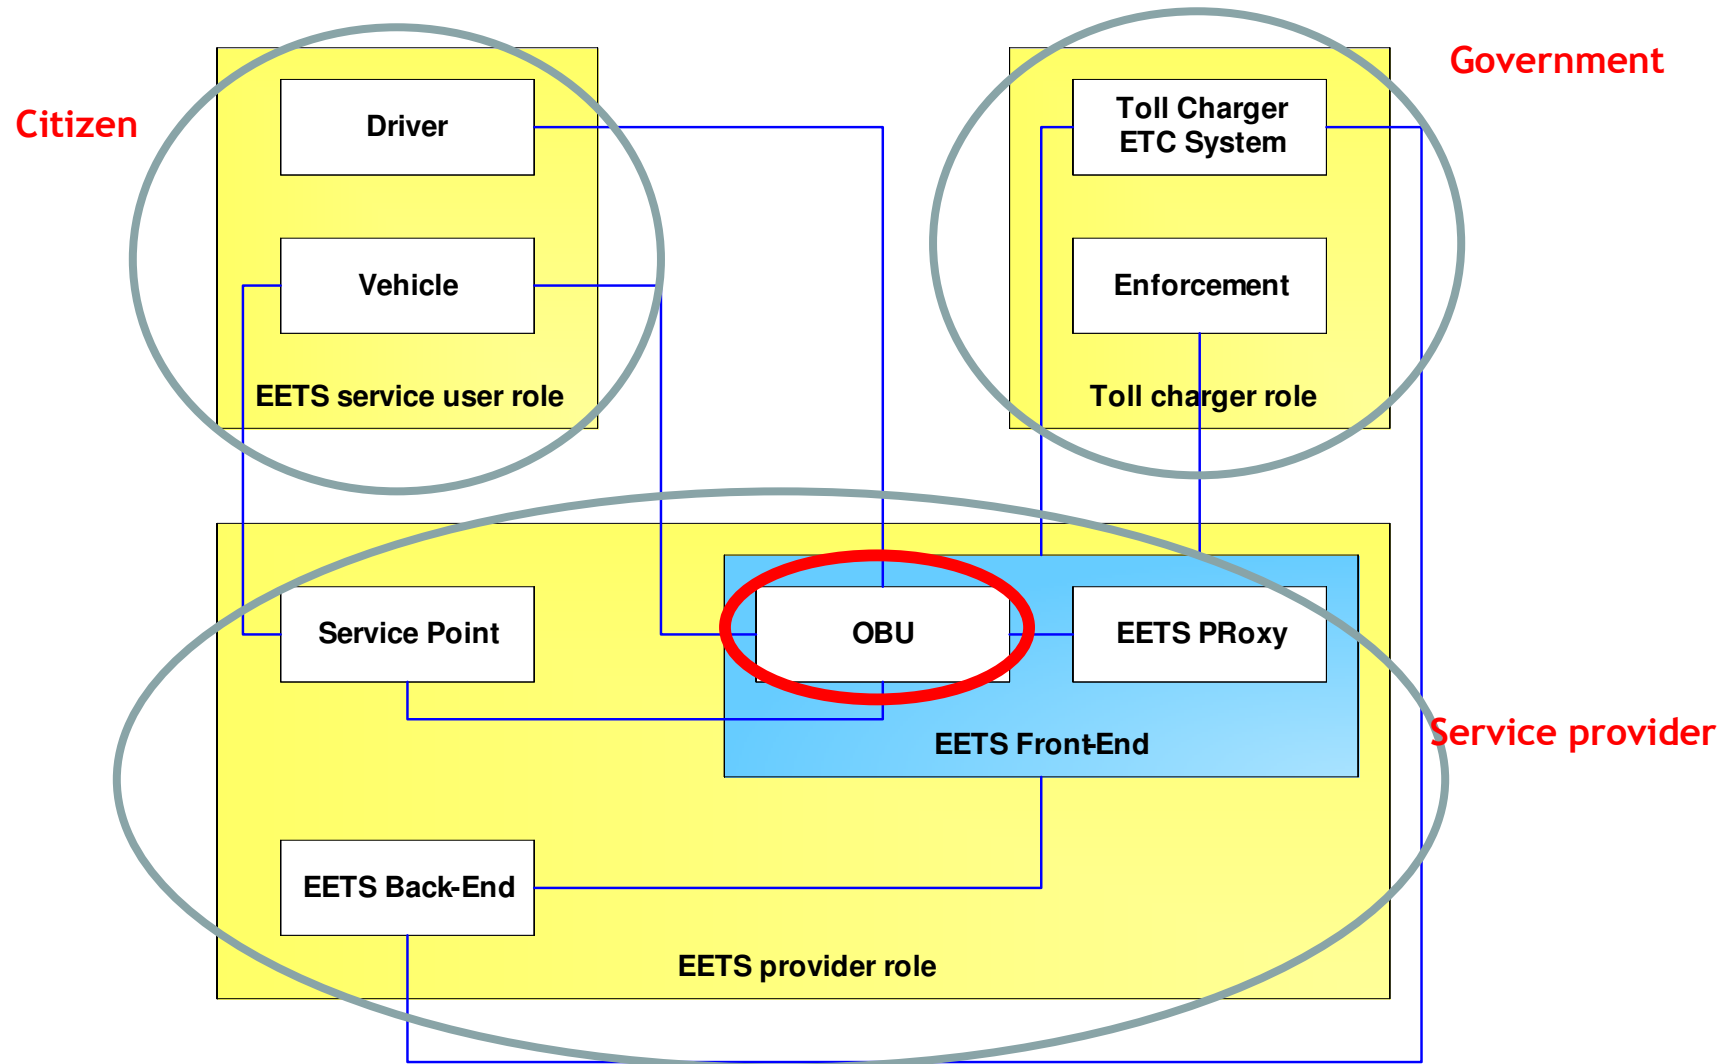 Government
Citizen
Driver
Toll Charger
ETC System
Vehicle
Enforcement
EETS service user role
Toll charger role
Service Point
OBU
EETS PRoxy
EETS Front-End
Service provider
EETS Back-End
EETS provider role